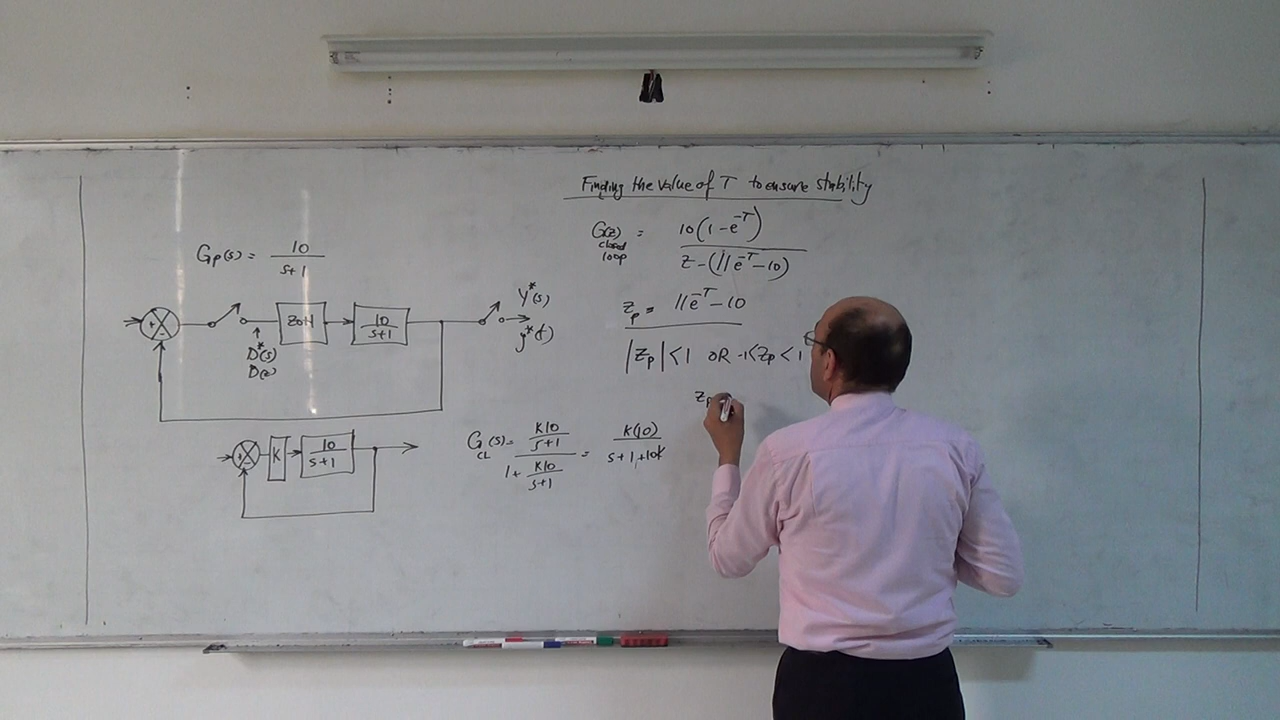 Finding the value of T to ensure stability
G(z) closed loop = 10(1-e^-T) / z-(11e^-T-10)
Gp(s) = 10 / s+1
zp = 11e^-T-10
|zp|<1 OR -1<zp<1
zp
+
-
ZOH
10 / s+1
Y*(s)
y*(t)
D*(s)
D(z)
K
10 / s+1
G CL (s) = K10 / s+1 / 1+ K10 / s+1 = K(10) / s+1+10K